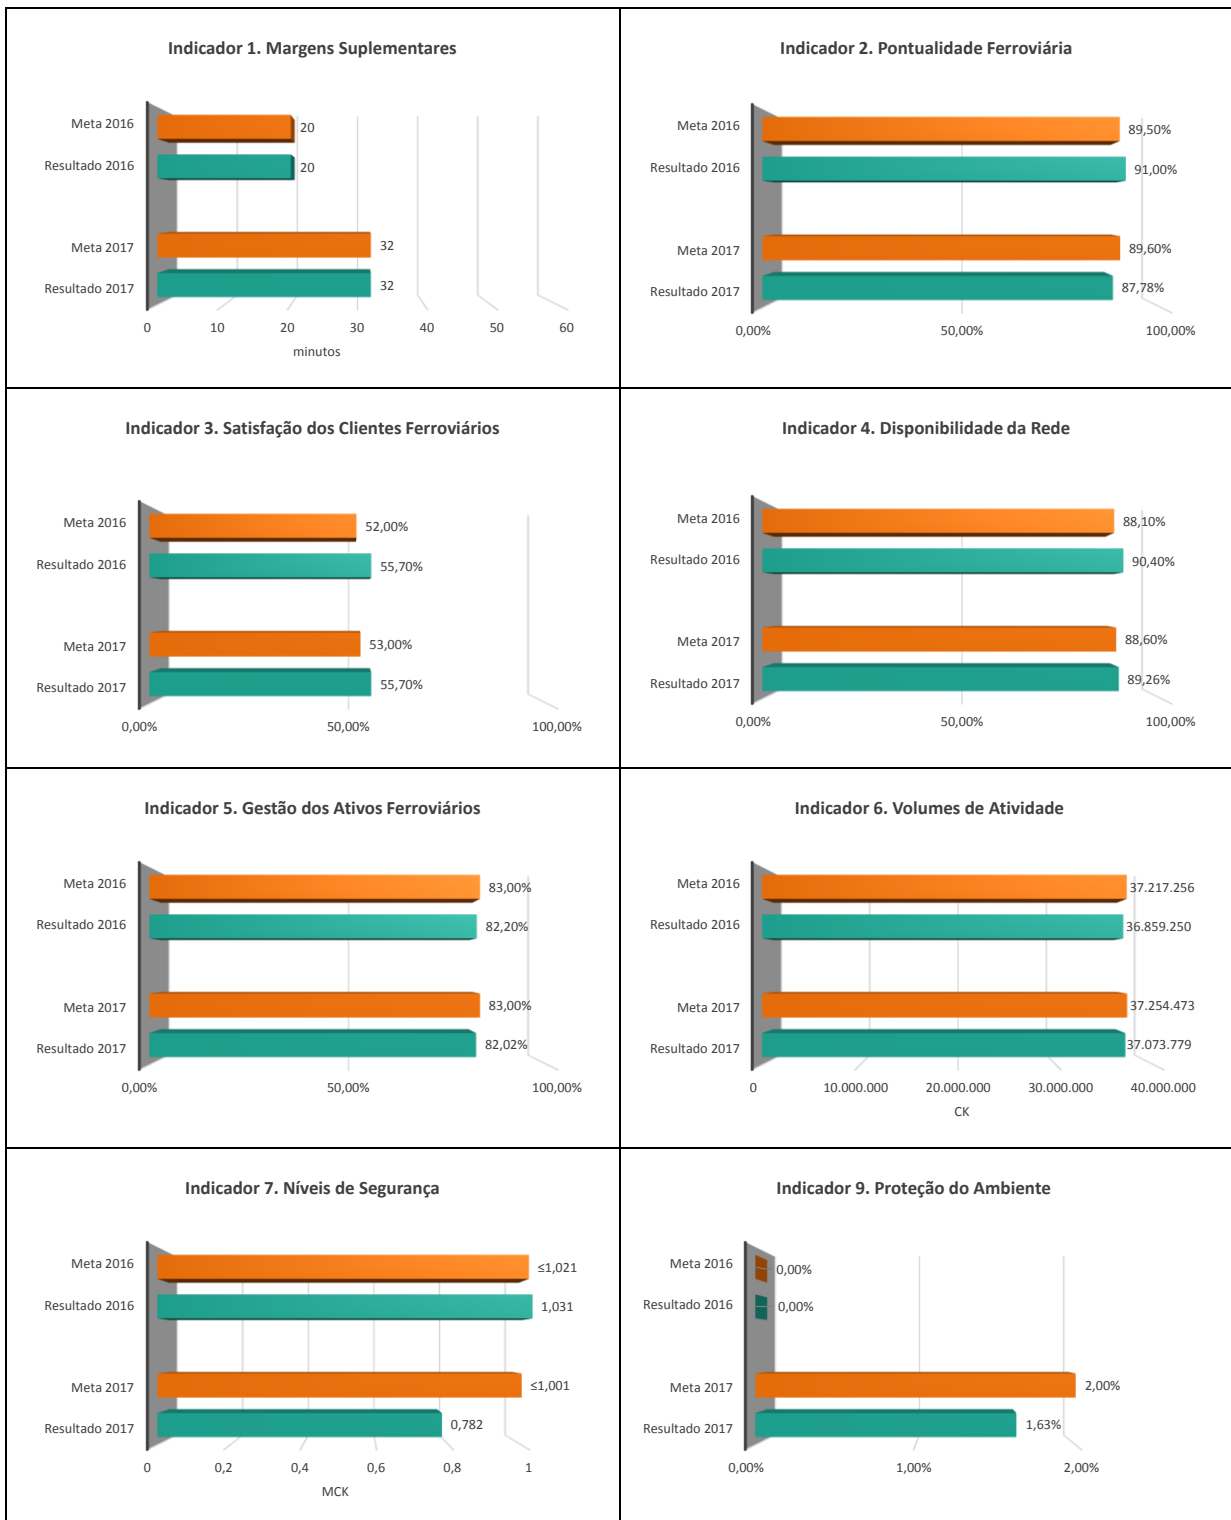 Indicador 1. Margens Suplementares
Meta 2016
20
Resultado 2016
20
Meta 2017
32
Resultado 2017
32
0 10 20 30 40 50 60
minutos
Indicador 2. Pontualidade Ferroviária
Meta 2016
89,50%
Resultado 2016
91,00%
Meta 2017
89,60%
Resultado 2017
87,78%
0,00% 50,00% 100,00%
Indicador 3. Satisfação dos Clientes Ferroviários
Meta 2016
52,00%
Resultado 2016
55,70%
Meta 2017
53,00%
Resultado 2017
55,70%
0,00% 50,00% 100,00%
Indicador 4. Disponibilidade da Rede
Meta 2016
88,10%
Resultado 2016
90,40%
Meta 2017
88,60%
Resultado 2017
89,26%
0,00% 50,00% 100,00%
Indicador 5. Gestão dos Ativos Ferroviários
Meta 2016
83,00%
Resultado 2016
82,20%
Meta 2017
83,00%
Resultado 2017
82,02%
0,00% 50,00% 100,00%
Indicador 6. Volumes de Atividade
Meta 2016
37.217.256
Resultado 2016
36.859.250
Meta 2017
37.254.473
Resultado 2017
37.073.779
0 10.000.000 20.000.000 30.000.000 40.000.000
CK
Indicador 7. Níveis de Segurança
Meta 2016
≤1,021
Resultado 2016
1,031
Meta 2017
≤1,001
Resultado 2017
0,782
0 0,2 0,4 0,6 0,8 1
MCK
Indicador 9. Proteção do Ambiente
Meta 2016
0,00%
Resultado 2016
0,00%
Meta 2017
2,00%
Resultado 2017
1,63%
0,00% 1,00% 2,00%